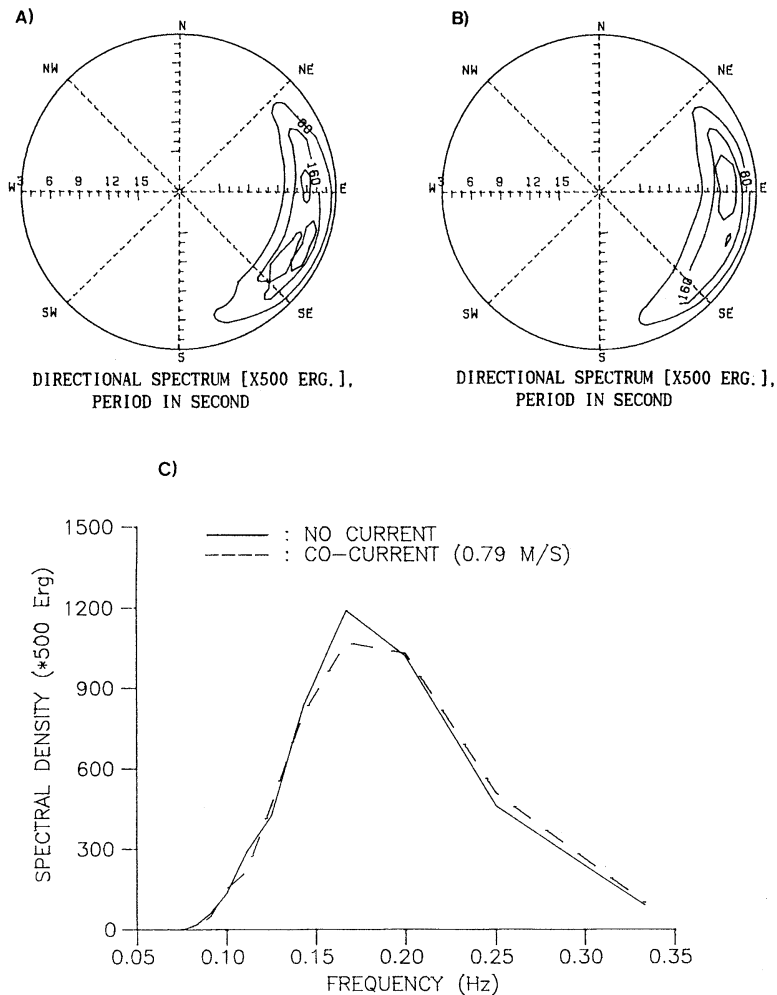 A)
N
NW
NE
80
160
W
3 6 9 12 15
E
SW
SE
S
DIRECTIONAL SPECTRUM [X500 ERG.],
PERIOD IN SECOND
B)
N
NW
NE
80
W
3 6 9 12 15
E
160
SW
SE
S
DIRECTIONAL SPECTRUM [X500 ERG.],
PERIOD IN SECOND
C)
1500
1200
900
600
300
0
SPECTRAL DENSITY (*500 Erg)
: NO CURRENT
: CO-CURRENT (0.79 M/S)
0.05 0.10 0.15 0.20 0.25 0.30 0.35
FREQUENCY (Hz)